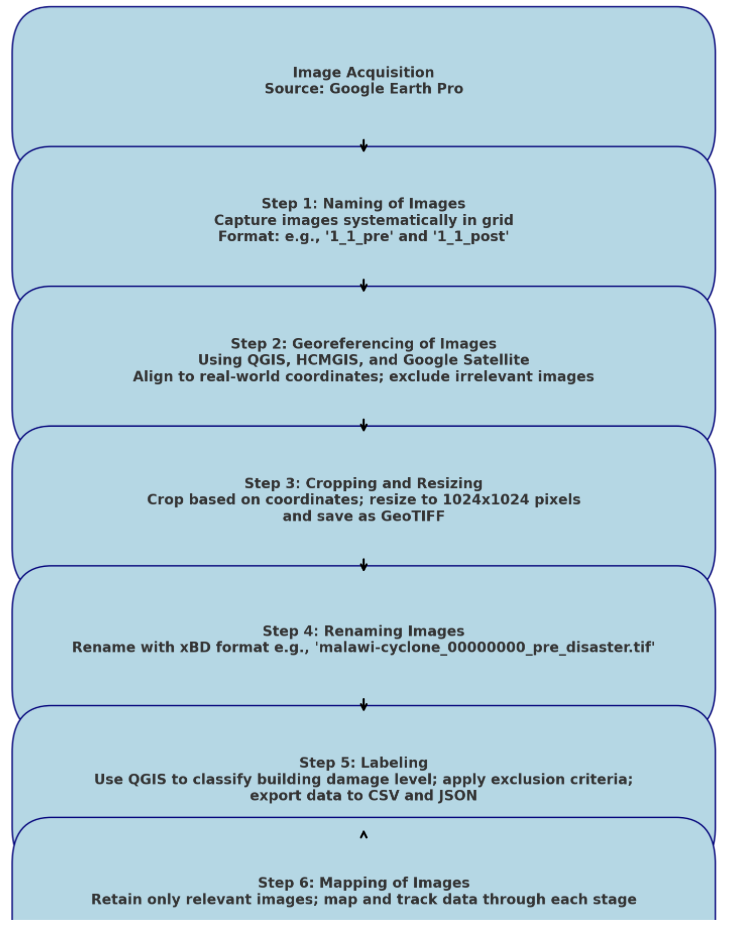 Image Acquisition
Source: Google Earth Pro
Step 1: Naming of Images
Capture images systematically in grid
Format: e.g., '1_1_pre' and '1_1_post'
Step 2: Georeferencing of Images
Using QGIS, HCMGIS, and Google Satellite
Align to real-world coordinates; exclude irrelevant images
Step 3: Cropping and Resizing
Crop based on coordinates; resize to 1024x1024 pixels
and save as GeoTIFF
Step 4: Renaming Images
Rename with xBD format e.g., 'malawi-cyclone_00000000_pre_disaster.tif'
Step 5: Labeling
Use QGIS to classify building damage level; apply exclusion criteria;
export data to CSV and JSON
Step 6: Mapping of Images
Retain only relevant images; map and track data through each stage